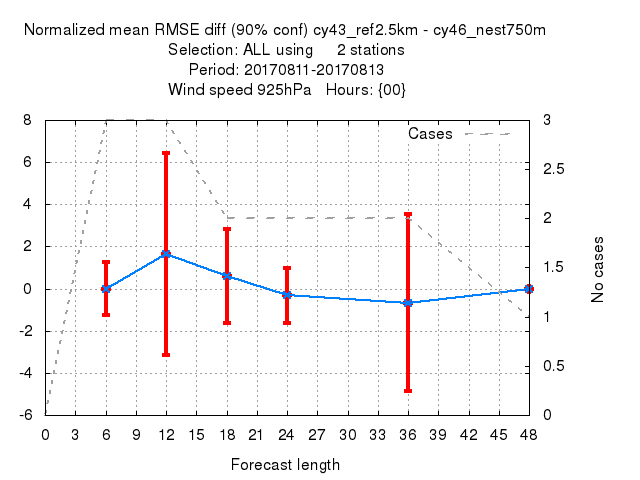 Normalized mean RMSE diff (90% conf) cy43_ref2.5km - cy46_nest750m
Selection: ALL using 2 stations
Period: 20170811-20170813
Wind speed 925hPa Hours: {00}
Cases
8
6
4
2
0
-2
-4
-6
3
2.5
2
1.5
1
0.5
0
No cases
0 3 6 9 12 15 18 21 24 27 30 33 36 39 42 45 48
Forecast length